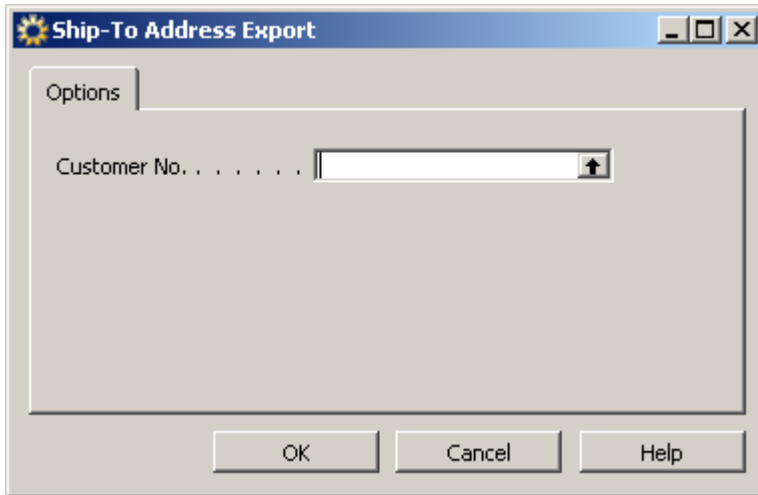 Ship-To Address Export
Options
Customer No. . . . . . .
OK Cancel Help